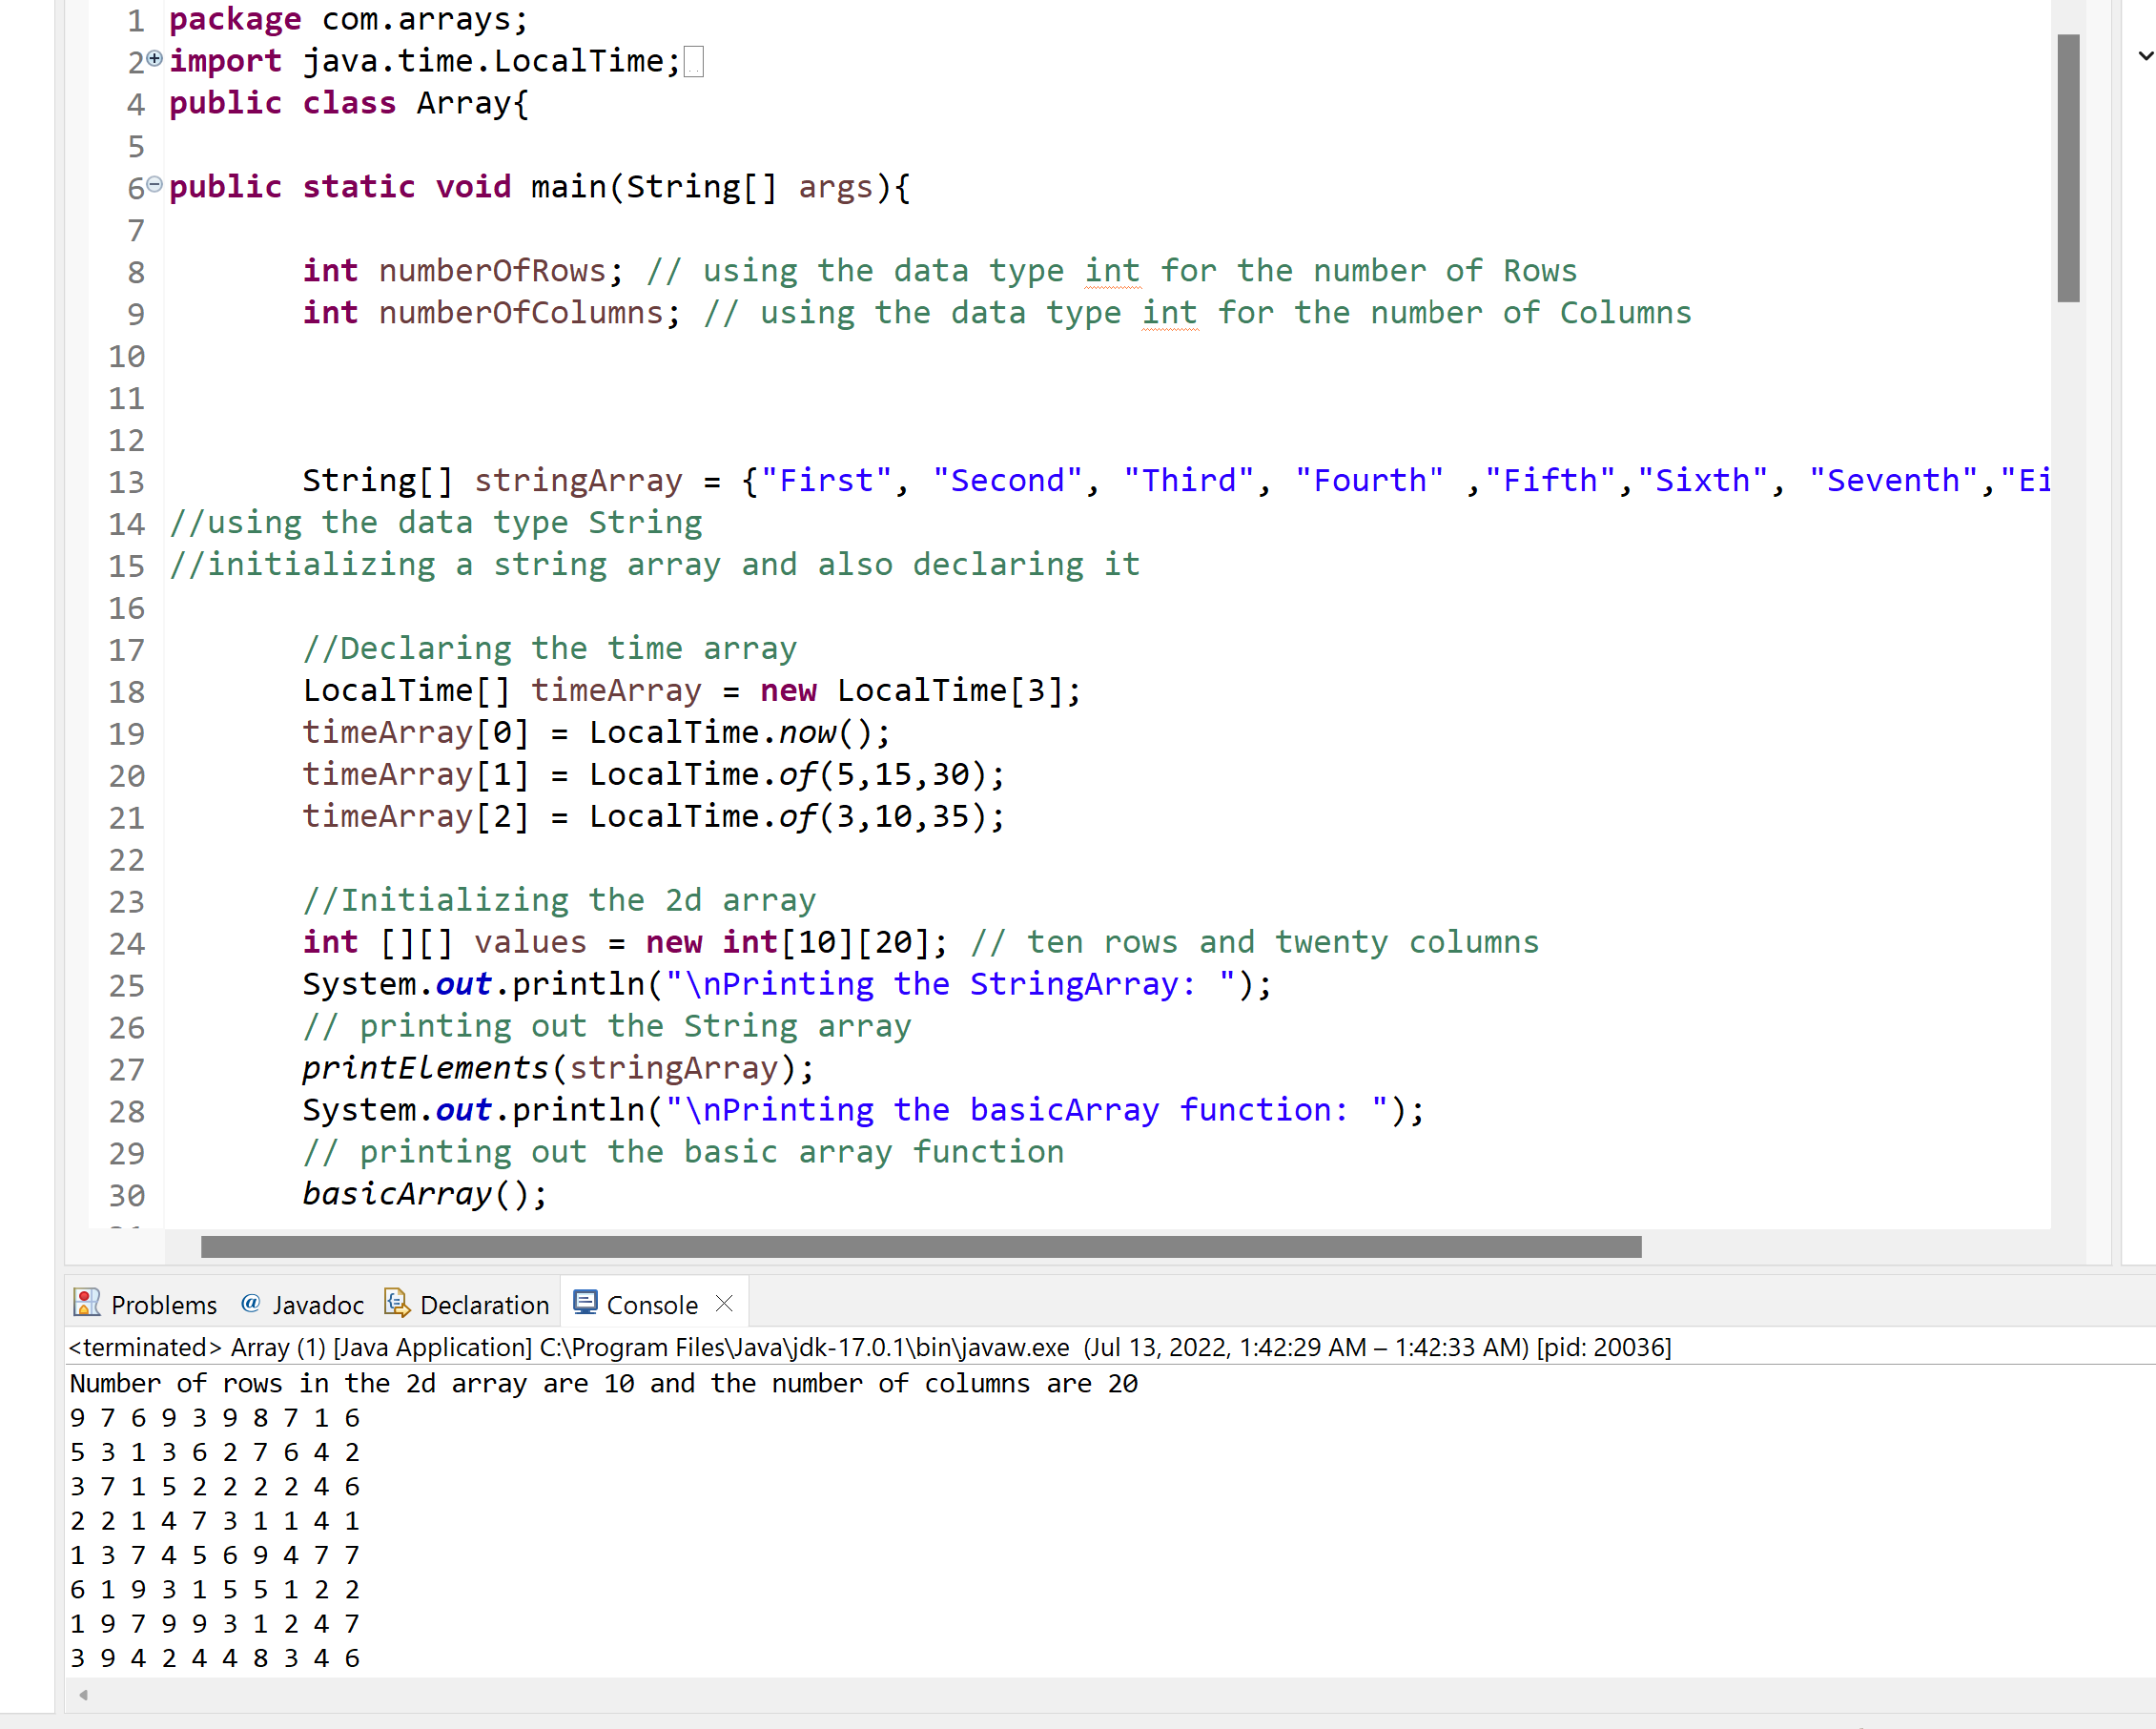 1 package com.arrays;
2 import java.time.LocalTime;
4 public class Array{
5
6 public static void main(String[] args){
7
8 int numberOfRows; // using the data type int for the number of Rows
9 int numberOfColumns; // using the data type int for the number of Columns
10
11
12
13 String[] stringArray = {"First", "Second", "Third", "Fourth" ,"Fifth","Sixth", "Seventh","Ei
14 //using the data type String
15 //initializing a string array and also declaring it
16
17 //Declaring the time array
18 LocalTime[] timeArray = new LocalTime[3];
19 timeArray[0] = LocalTime.now();
20 timeArray[1] = LocalTime.of(5,15,30);
21 timeArray[2] = LocalTime.of(3,10,35);
22
23 //Initializing the 2d array
24 int [][] values = new int[10][20]; // ten rows and twenty columns
25 System.out.println("\nPrinting the StringArray: ");
26 // printing out the String array
27 printElements(stringArray);
28 System.out.println("\nPrinting the basicArray function: ");
29 // printing out the basic array function
30 basicArray();
Problems @ Javadoc Declaration Console
<terminated> Array (1) [Java Application] C:\Program Files\Java\jdk-17.0.1\bin\javaw.exe (Jul 13, 2022, 1:42:29 AM – 1:42:33 AM) [pid: 20036]
Number of rows in the 2d array are 10 and the number of columns are 20
9 7 6 9 3 9 8 7 1 6
5 3 1 3 6 2 7 6 4 2
3 7 1 5 2 2 2 2 4 6
2 2 1 4 7 3 1 1 4 1
1 3 7 4 5 6 9 4 7 7
6 1 9 3 1 5 5 1 2 2
1 9 7 9 9 3 1 2 4 7
3 9 4 2 4 4 8 3 4 6